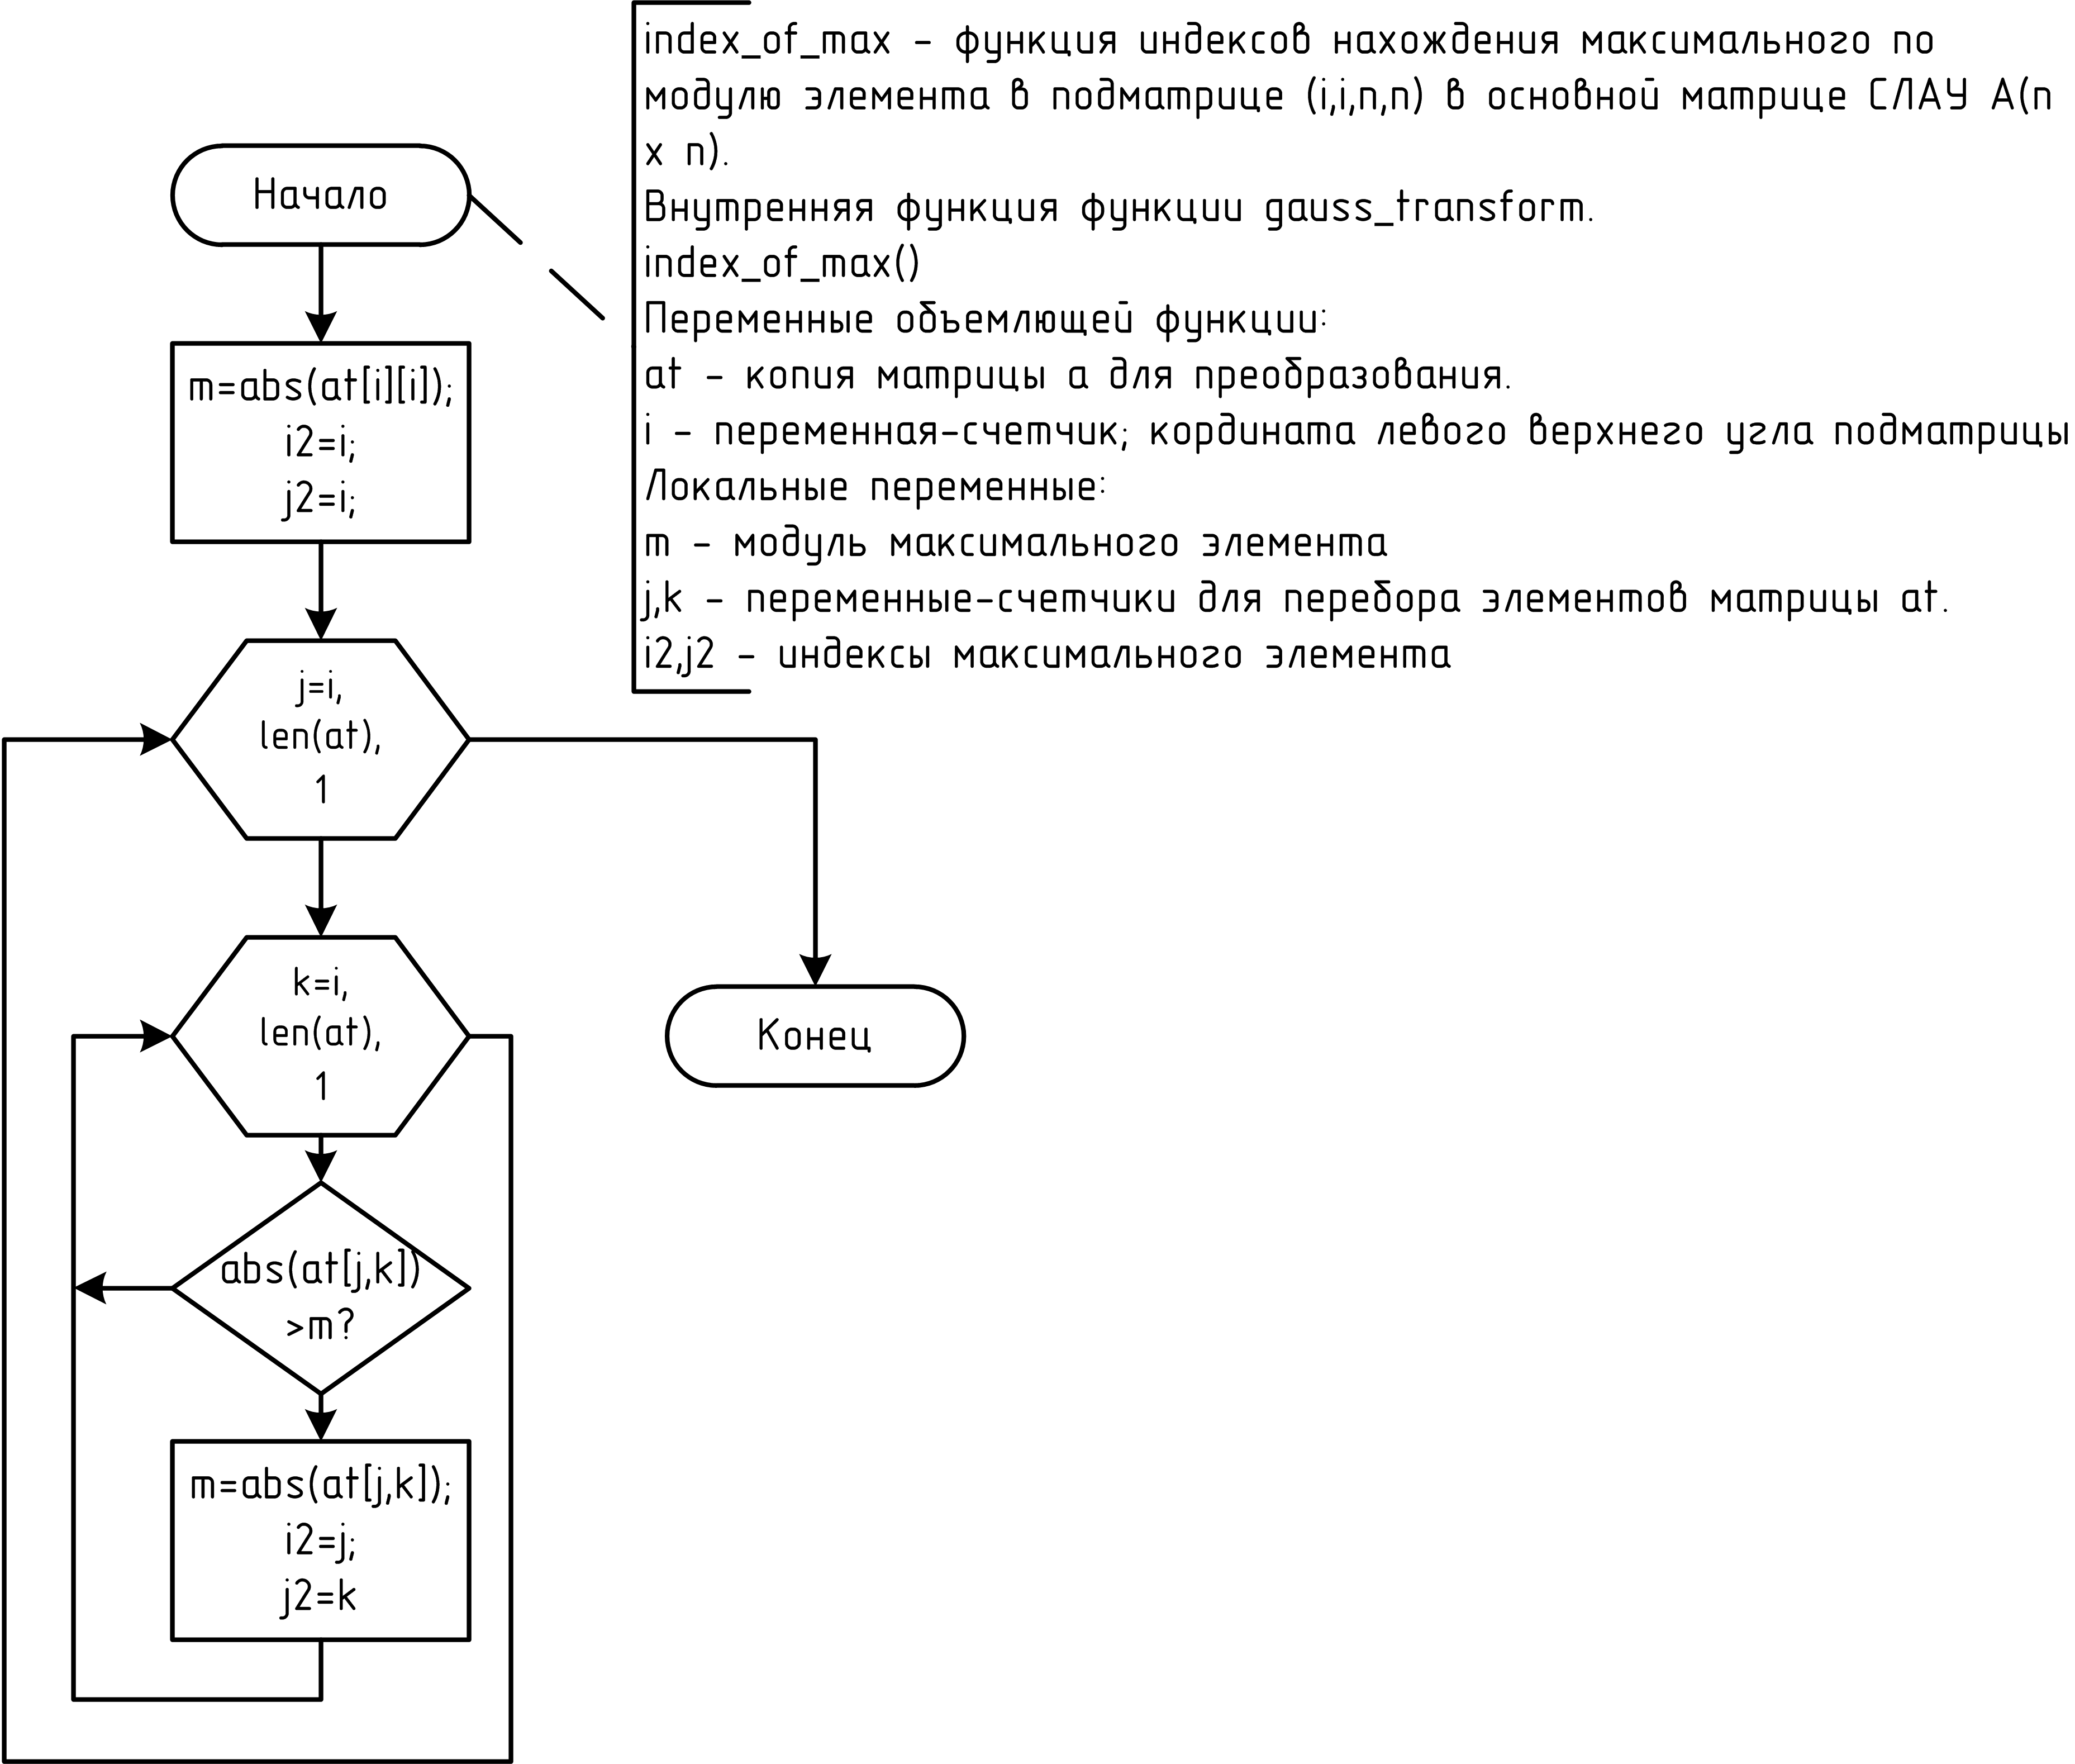 index_of_max - функция индексов нахождения максимального по
модулю элемента в подматрице (i,i,n,n) в основной матрице СЛАУ А(n
x n).
Внутренняя функция функции gauss_transform.
index_of_max()
Переменные объемлющей функции:
at - копия матрицы a для преобразования.
i - переменная-счетчик; кордината левого верхнего угла подматрицы
Локальные переменные:
m - модуль максимального элемента
j,k - переменные-счетчики для перебора элементов матрицы at.
i2,j2 - индексы максимального элемента
Начало
m=abs(at[i][i]);
i2=i;
j2=i;
j=i,
len(at),
1
k=i,
len(at),
1
Конец
abs(at[j,k])
>m?
m=abs(at[j,k]);
i2=j;
j2=k